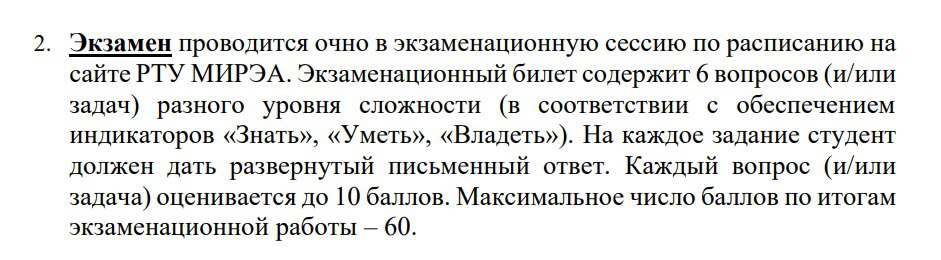 2. Экзамен проводится очно в экзаменационную сессию по расписанию на
сайте РТУ МИРЭА. Экзаменационный билет содержит 6 вопросов (и/или
задач) разного уровня сложности (в соответствии с обеспечением
индикаторов «Знать», «Уметь», «Владеть»). На каждое задание студент
должен дать развернутый письменный ответ. Каждый вопрос (и/или
задача) оценивается до 10 баллов. Максимальное число баллов по итогам
экзаменационной работы – 60.